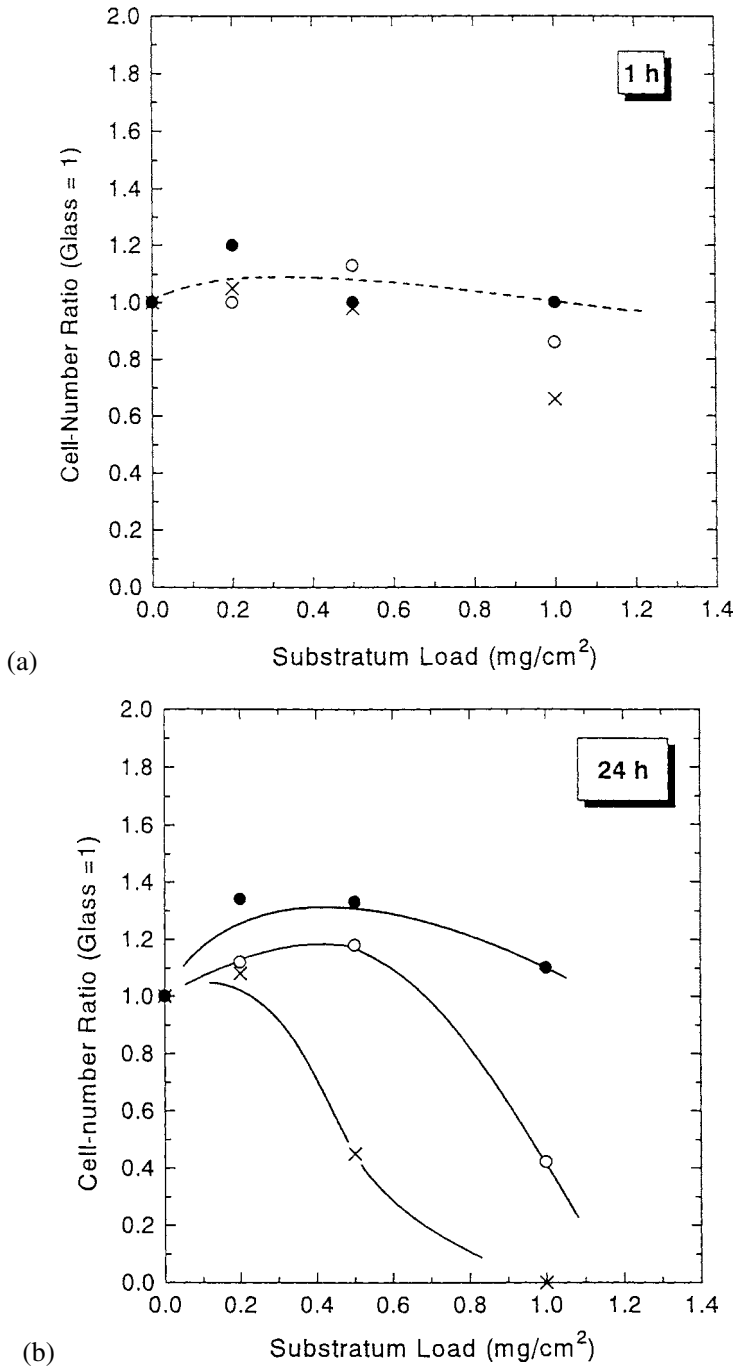 2.0
1.8
1 h
1.6
1.4
1.2
1.0
0.8
0.6
0.4
0.2
0.0
Cell-Number Ratio (Glass = 1)
0.0 0.2 0.4 0.6 0.8 1.0 1.2 1.4
Substratum Load (mg/cm²)
(a)
2.0
1.8
24 h
1.6
1.4
1.2
1.0
0.8
0.6
0.4
0.2
0.0
Cell-number Ratio (Glass =1)
0.0 0.2 0.4 0.6 0.8 1.0 1.2 1.4
Substratum Load (mg/cm²)
(b)